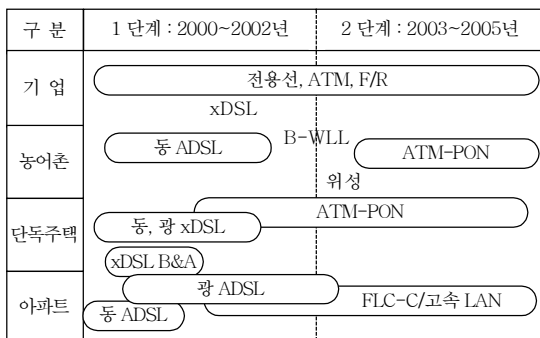 구 분 1 단계 : 2000~2002년 2 단계 : 2003~2005년
기 업 전용선, ATM, F/R
xDSL
B-WLL
농어촌 동 ADSL ATM-PON
위성
ATM-PON
단독주택 동, 광 xDSL
xDSL B&A
광 ADSL
아파트 FLC-C/고속 LAN
동 ADSL